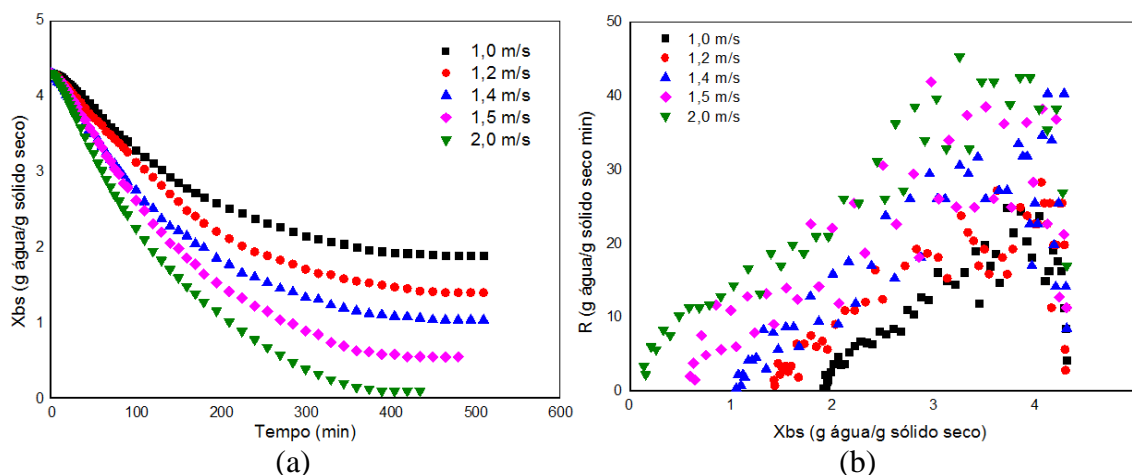 5
4
3
2
1
0
0 100 200 300 400 500 600
Xbs (g água/g sólido seco)
Tempo (min)
1,0 m/s
1,2 m/s
1,4 m/s
1,5 m/s
2,0 m/s
(a)
50
40
30
20
10
0
0 1 2 3 4
R (g água/g sólido seco min)
Xbs (g água/g sólido seco)
1,0 m/s
1,2 m/s
1,4 m/s
1,5 m/s
2,0 m/s
(b)